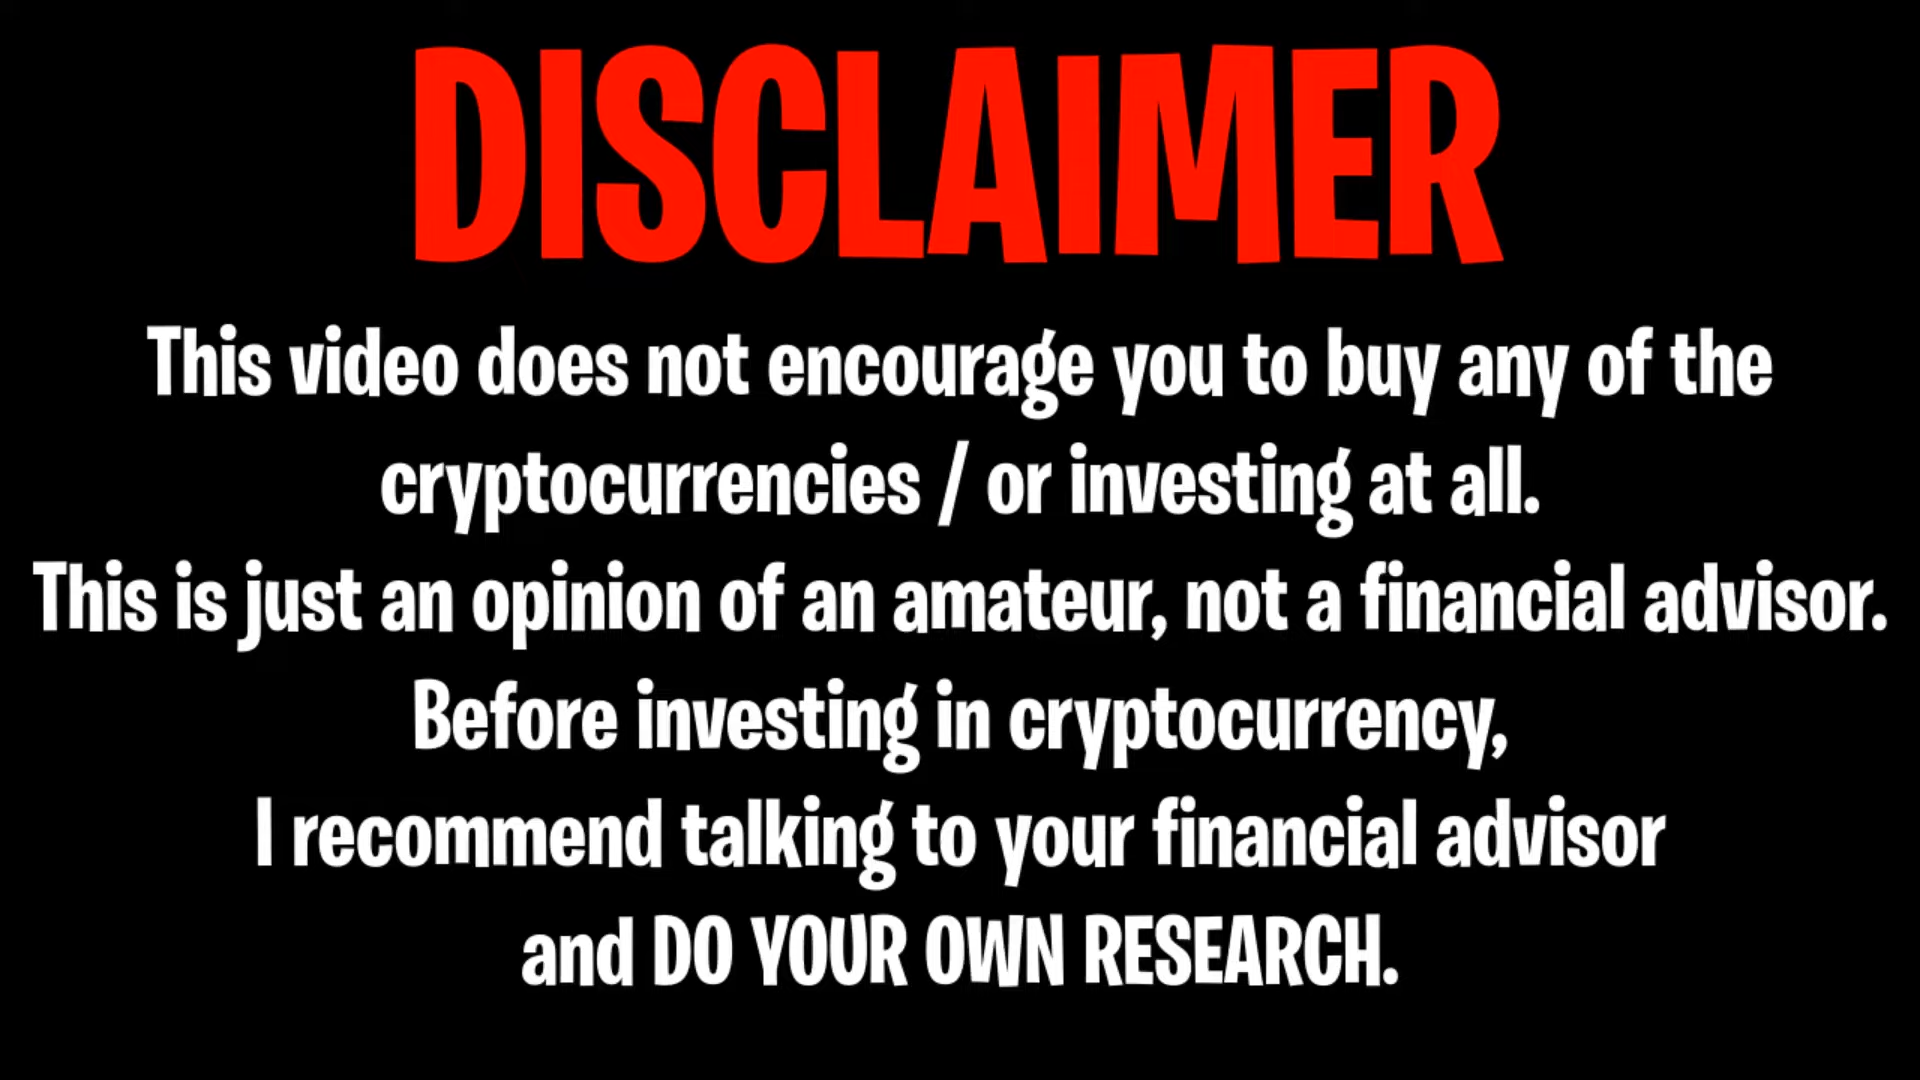 DISCLAIMER
This video does not encourage you to buy any of the
cryptocurrencies / or investing at all.
This is just an opinion of an amateur, not a financial advisor.
Before investing in cryptocurrency,
I recommend talking to your financial advisor
and DO YOUR OWN RESEARCH.